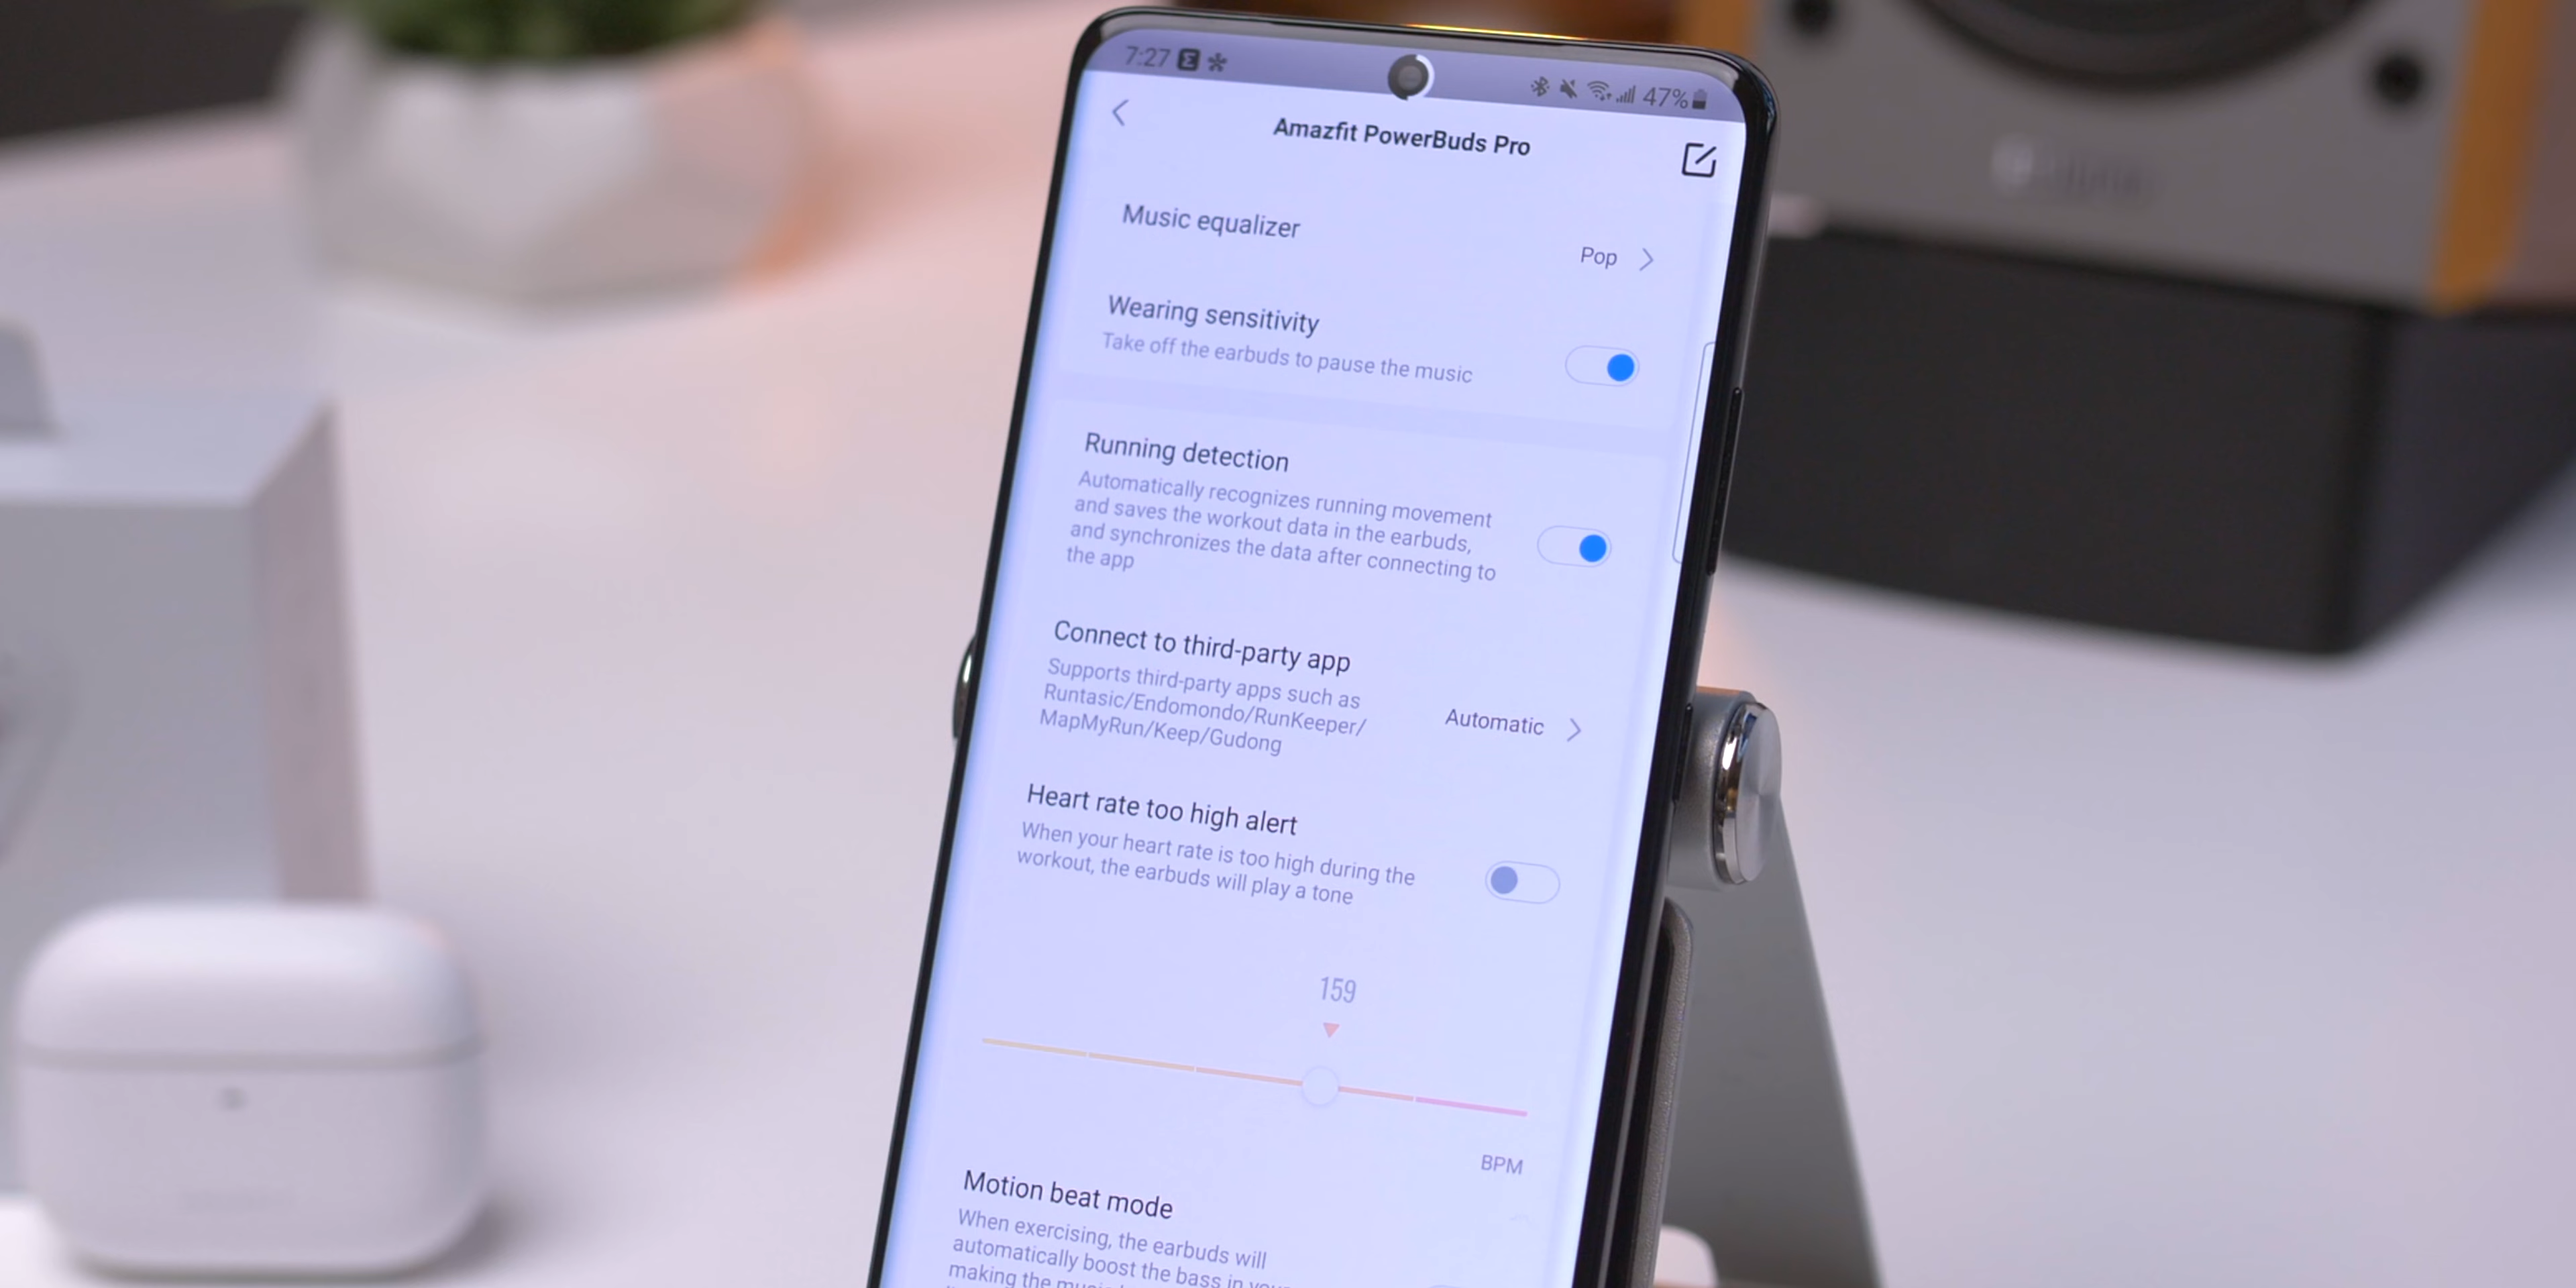 7:27
47%
Amazfit PowerBuds Pro
Music equalizer
Pop
Wearing sensitivity
Take off the earbuds to pause the music
Running detection
Automatically recognizes running movement
and saves the workout data in the earbuds,
and synchronizes the data after connecting to
the app
Connect to third-party app
Supports third-party apps such as
Runtasic/Endomondo/RunKeeper/
MapMyRun/Keep/Gudong
Automatic
Heart rate too high alert
When your heart rate is too high during the
workout, the earbuds will play a tone
159
BPM
Motion beat mode
When exercising, the earbuds will
automatically boost the bass in
making the